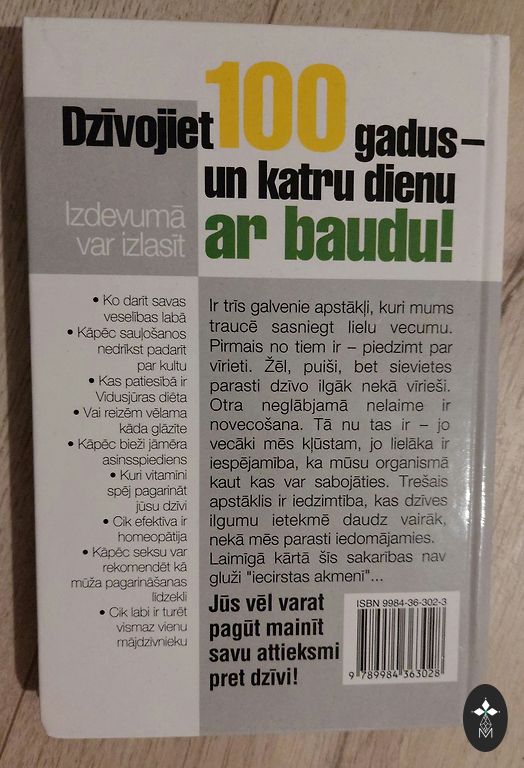 Dzīvojiet 100 gadus –
un katru dienu
ar baudu!
Izdevumā
var izlasīt
• Ko darīt savas
veselības labā
• Kāpēc sauļošanos
nedrīkst padarīt
par kultu
• Kas patiesībā ir
Vidusjūras diēta
• Vai reizēm vēlama
kāda glāzīte
• Kāpēc bieži jāmēra
asinsspiediens
• Kuri vitamīni
spēj pagarināt
jūsu dzīvi
• Cik efektīva ir
homeopātija
• Kāpēc seksu var
rekomendēt kā
mūža pagarināšanas
līdzekli
• Cik labi ir turēt
vismaz vienu
mājdzīvnieku
Ir trīs galvenie apstākļi, kuri mums
traucē sasniegt lielu vecumu.
Pirmais no tiem ir – piedzimt par
vīrieti. Žēl, puiši, bet sievietes
parasti dzīvo ilgāk nekā vīrieši.
Otra neglābjamā nelaime ir
novecošana. Tā nu tas ir – jo
vecāki mēs kļūstam, jo lielāka ir
iespējamība, ka mūsu organismā
kaut kas var sabojāties. Trešais
apstāklis ir iedzimtība, kas dzīves
ilgumu ietekmē daudz vairāk,
nekā mēs parasti iedomājamies.
Laimīgā kārtā šīs sakarības nav
gluži "iecirstas akmenī"...
Jūs vēl varat
pagūt mainīt
savu attieksmi
pret dzīvi!
ISBN 9984-36-302-3
9 789984 363028
M